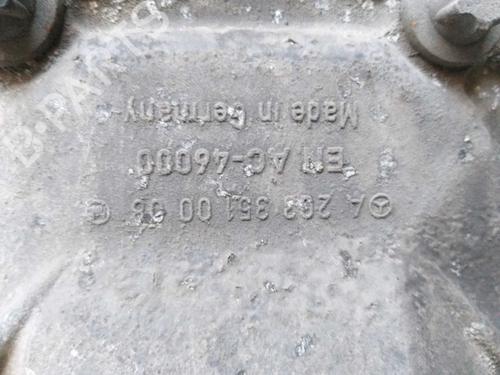 A 203 351 00
EN AC-46000
Made in Germany
B-PARTS